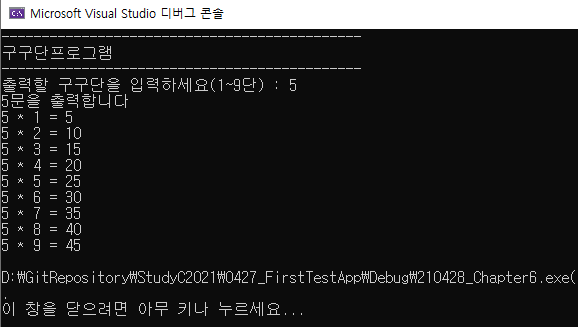 Microsoft Visual Studio 디버그 콘솔
---------------------------------------------
구구단프로그램
---------------------------------------------
출력할 구구단을 입력하세요(1~9단) : 5
5문을 출력합니다
5 * 1 = 5
5 * 2 = 10
5 * 3 = 15
5 * 4 = 20
5 * 5 = 25
5 * 6 = 30
5 * 7 = 35
5 * 8 = 40
5 * 9 = 45
D:\GitRepository\StudyC2021\0427_FirstTestApp\Debug\210428_Chapter6.exe(
.
이 창을 닫으려면 아무 키나 누르세요...